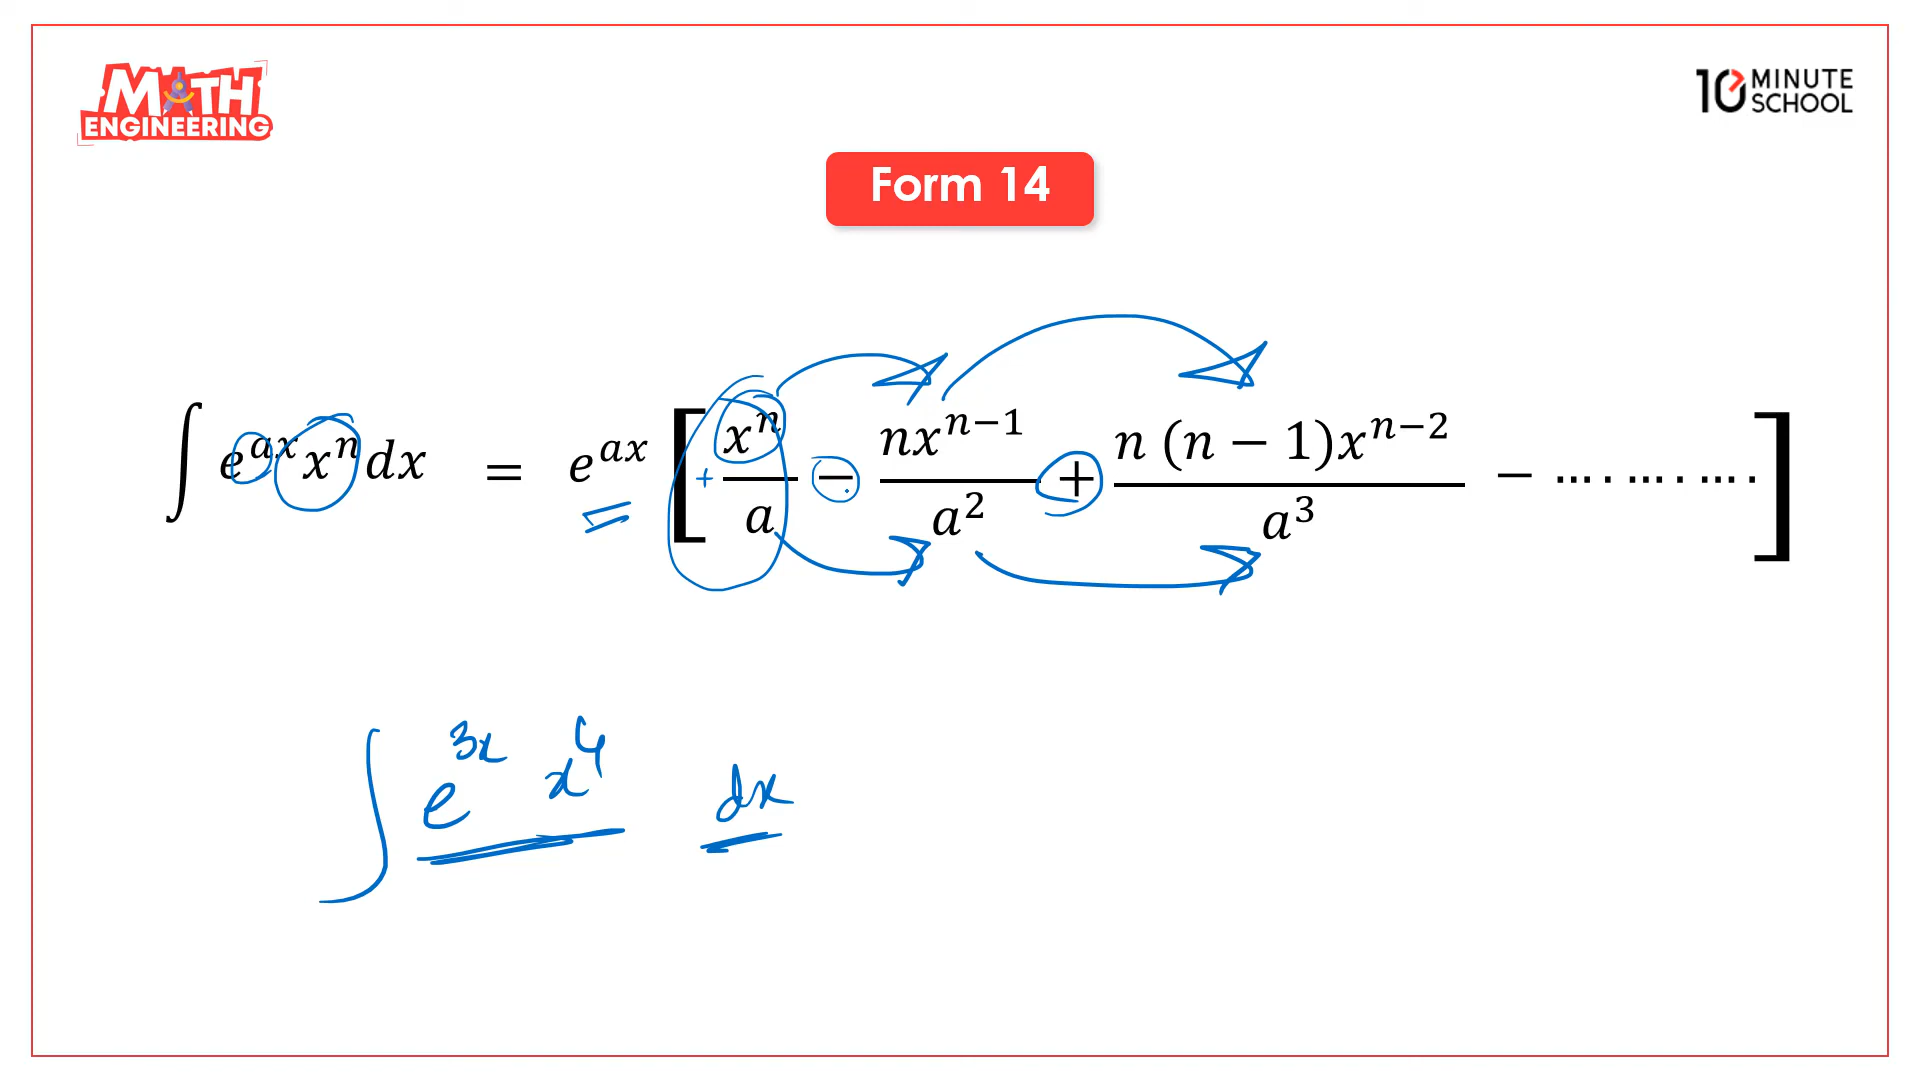 MATH
ENGINEERING
10 MINUTE
SCHOOL
Form 14
∫ e^{ax} x^n dx = e^{ax} [ + x^n/a − nx^{n−1}/a^2 + n (n − 1)x^{n−2}/a^3 − ... . ... . ... . ]
∫ e^{3x} x^4 dx